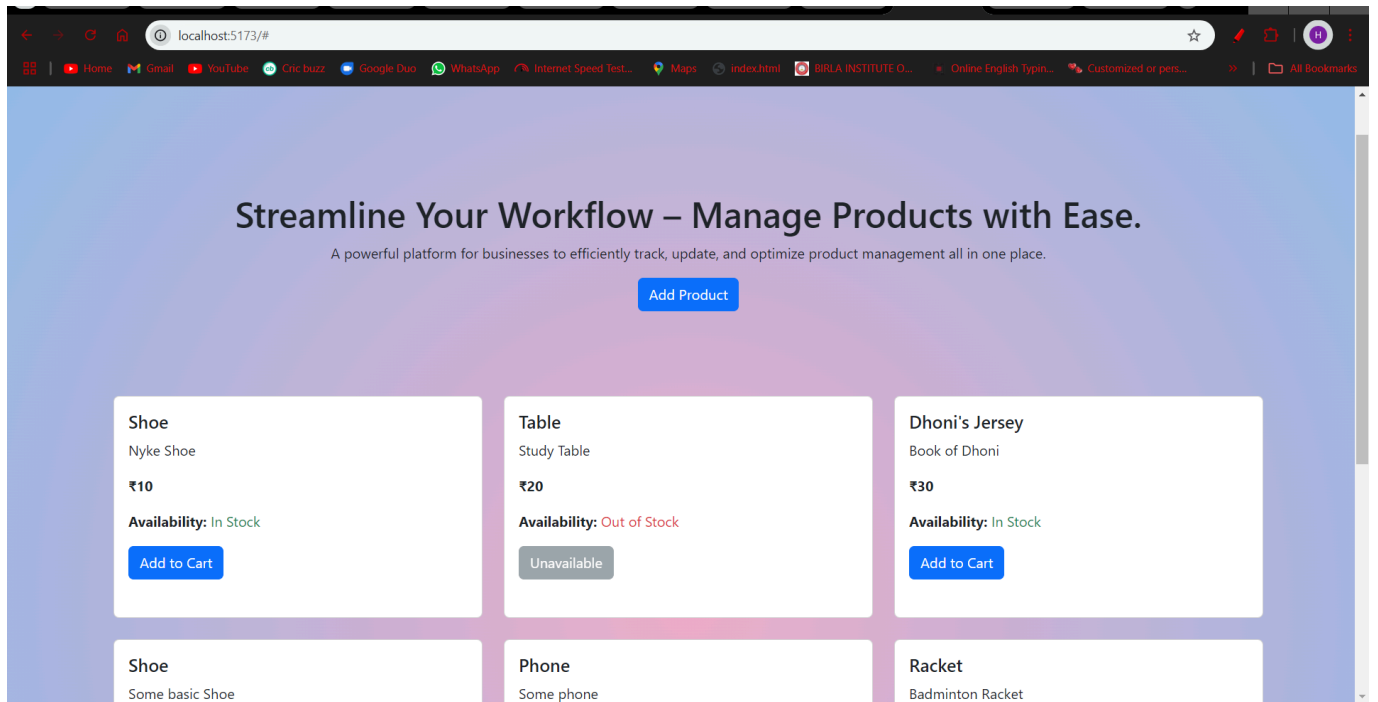 localhost:5173/#
H
Home Gmail YouTube Cric buzz Google Duo WhatsApp Internet Speed Test... Maps index.html BIRLA INSTITUTE O... Online English Typin... Customized or pers... » All Bookmarks
Streamline Your Workflow – Manage Products with Ease.
A powerful platform for businesses to efficiently track, update, and optimize product management all in one place.
Add Product
Shoe
Nyke Shoe
₹10
Availability: In Stock
Add to Cart
Table
Study Table
₹20
Availability: Out of Stock
Unavailable
Dhoni's Jersey
Book of Dhoni
₹30
Availability: In Stock
Add to Cart
Shoe
Some basic Shoe
Phone
Some phone
Racket
Badminton Racket